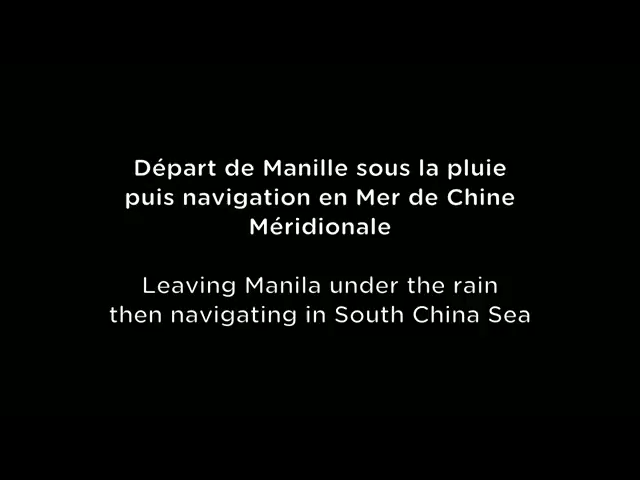 Départ de Manille sous la pluie
puis navigation en Mer de Chine
Méridionale
Leaving Manila under the rain
then navigating in South China Sea